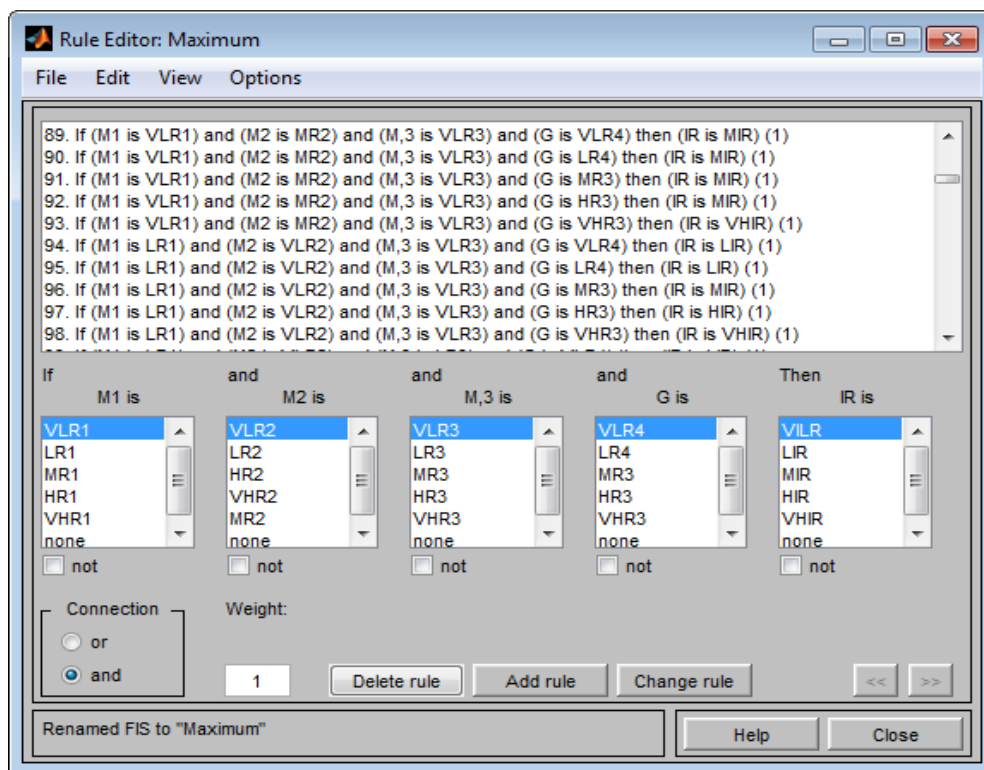 Rule Editor: Maximum
File Edit View Options
89. If (M1 is VLR1) and (M2 is MR2) and (M,3 is VLR3) and (G is VLR4) then (IR is MIR) (1)
90. If (M1 is VLR1) and (M2 is MR2) and (M,3 is VLR3) and (G is LR4) then (IR is MIR) (1)
91. If (M1 is VLR1) and (M2 is MR2) and (M,3 is VLR3) and (G is MR3) then (IR is MIR) (1)
92. If (M1 is VLR1) and (M2 is MR2) and (M,3 is VLR3) and (G is HR3) then (IR is MIR) (1)
93. If (M1 is VLR1) and (M2 is MR2) and (M,3 is VLR3) and (G is VHR3) then (IR is VHIR) (1)
94. If (M1 is LR1) and (M2 is VLR2) and (M,3 is VLR3) and (G is VLR4) then (IR is LIR) (1)
95. If (M1 is LR1) and (M2 is VLR2) and (M,3 is VLR3) and (G is LR4) then (IR is LIR) (1)
96. If (M1 is LR1) and (M2 is VLR2) and (M,3 is VLR3) and (G is MR3) then (IR is MIR) (1)
97. If (M1 is LR1) and (M2 is VLR2) and (M,3 is VLR3) and (G is HR3) then (IR is HIR) (1)
98. If (M1 is LR1) and (M2 is VLR2) and (M,3 is VLR3) and (G is VHR3) then (IR is VHIR) (1)
If and and and Then
M1 is M2 is M,3 is G is IR is
VLR1 VLR2 VLR3 VLR4 VILR
LR1 LR2 LR3 LR4 LIR
MR1 HR2 MR3 MR3 MIR
HR1 VHR2 HR3 HR3 HIR
VHR1 MR2 VHR3 VHR3 VHIR
none none none none none
not not not not not
Connection Weight:
or
and 1 Delete rule Add rule Change rule << >>
Renamed FIS to "Maximum" Help Close